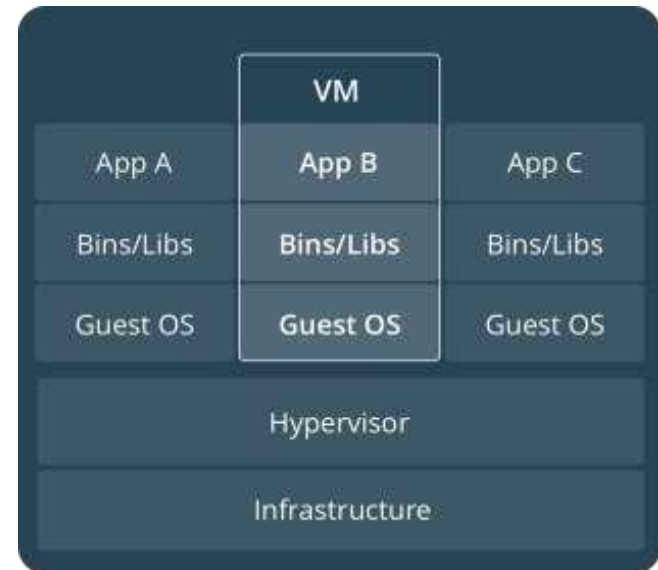 VM
App A App B App C
Bins/Libs Bins/Libs Bins/Libs
Guest OS Guest OS Guest OS
Hypervisor
Infrastructure